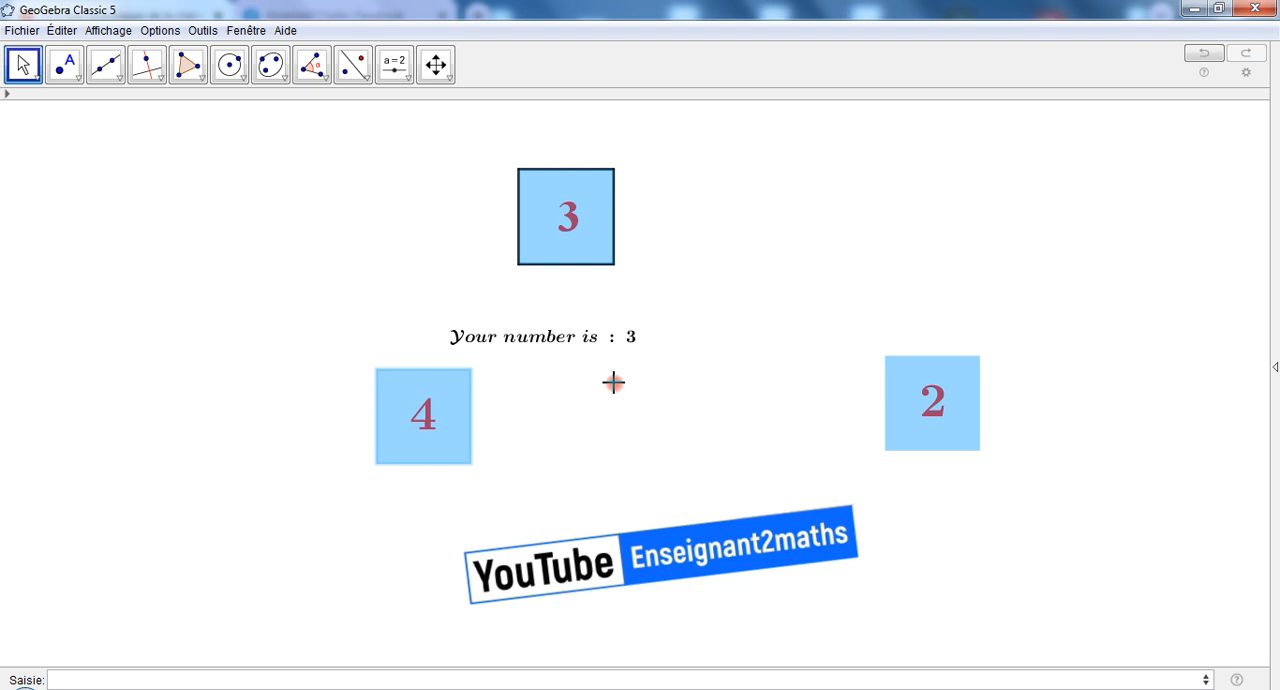 GeoGebra Classic 5
Fichier Éditer Affichage Options Outils Fenêtre Aide
A
α
a=2
3
Your number is : 3
4
2
YouTube Enseignant2maths
Saisie: